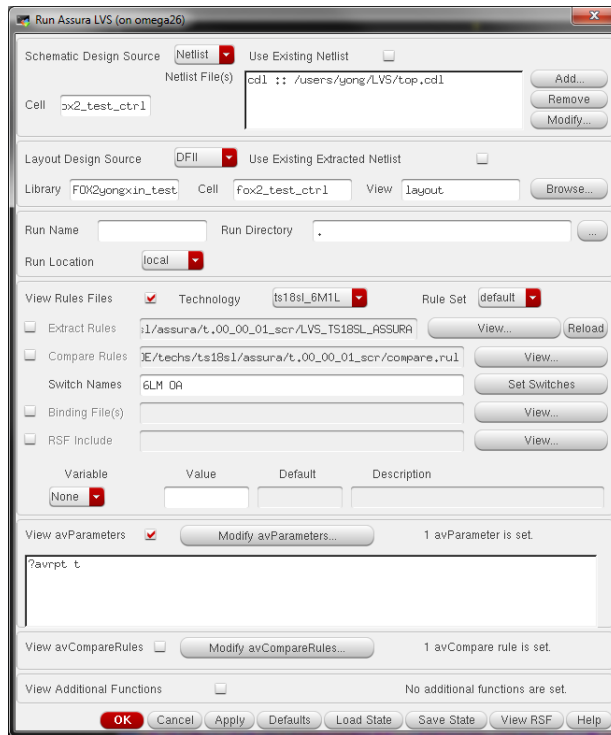 Run Assura LVS (on omega26)
Schematic Design Source Netlist Use Existing Netlist
Netlist File(s) cdl :: /users/yong/LVS/top.cdl Add...
Cell ox2_test_ctrl Remove
Modify...
Layout Design Source DFII Use Existing Extracted Netlist
Library FOX2yongxin_test Cell fox2_test_ctrl View layout Browse...
Run Name Run Directory . ...
Run Location local
View Rules Files Technology ts18sl_6M1L Rule Set default
Extract Rules :l/assura/t.00_00_01_scr/LVS_TS18SL_ASSURA View... Reload
Compare Rules DE/techs/ts18sl/assura/t.00_00_01_scr/compare.rul View...
Switch Names 6LM OA Set Switches
Binding File(s) View...
RSF Include View...
Variable Value Default Description
None
View avParameters Modify avParameters... 1 avParameter is set.
?avrpt t
View avCompareRules Modify avCompareRules... 1 avCompare rule is set.
View Additional Functions No additional functions are set.
OK Cancel Apply Defaults Load State Save State View RSF Help